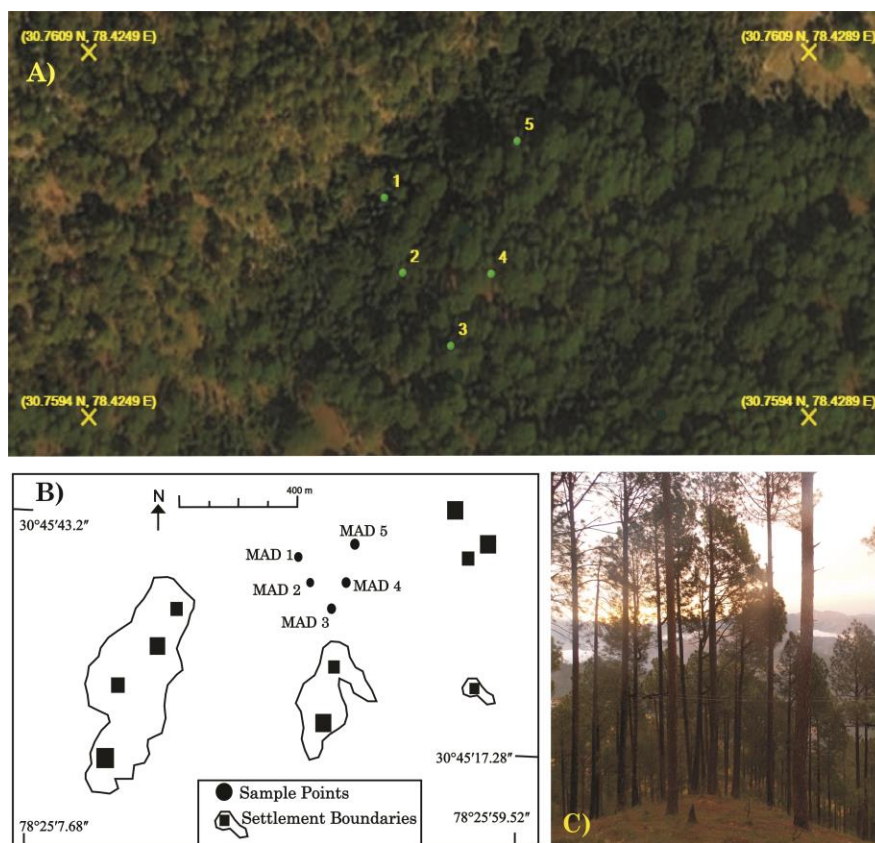 (30.7609 N, 78.4249 E) (30.7609 N, 78.4289 E)
A)
5
1
2 4
3
(30.7594 N, 78.4249 E) (30.7594 N, 78.4289 E)
B)
N
400 m
30°45′43.2″
MAD 5
MAD 1
MAD 2 MAD 4
MAD 3
30°45′17.28″
Sample Points
Settlement Boundaries
78°25′7.68″ 78°25′59.52″
C)